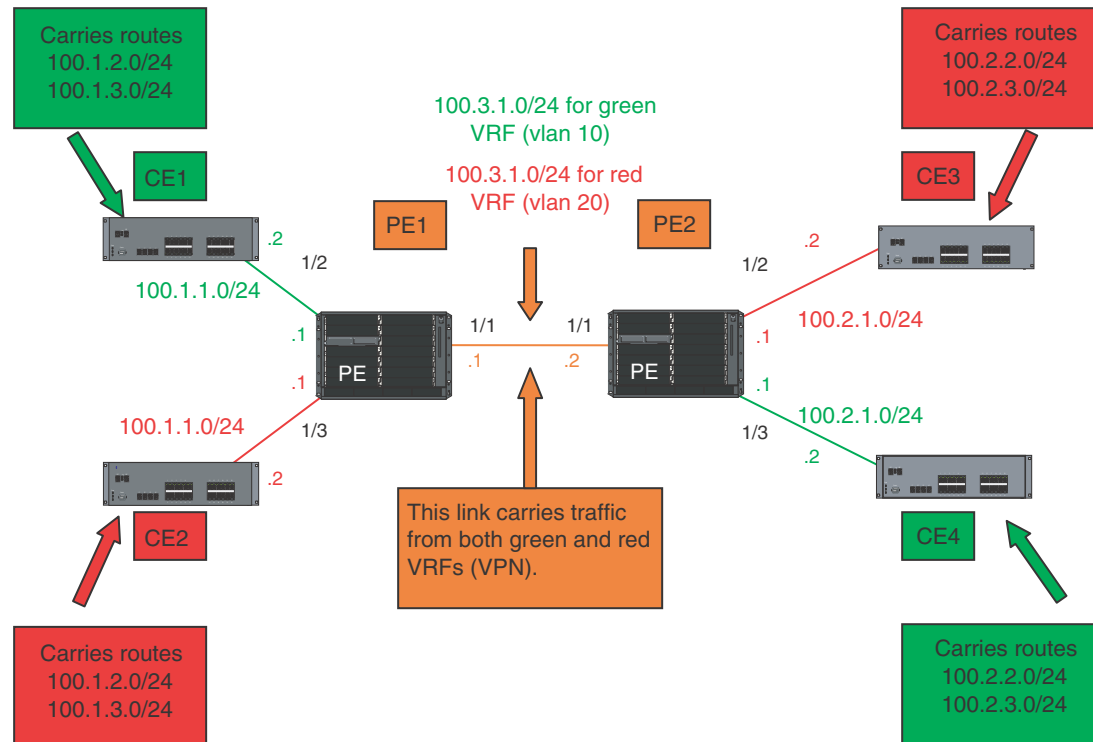 Carries routes
100.1.2.0/24
100.1.3.0/24
Carries routes
100.2.2.0/24
100.2.3.0/24
100.3.1.0/24 for green
VRF (vlan 10)
100.3.1.0/24 for red
VRF (vlan 20)
CE1
CE3
PE1
PE2
.2
1/2
100.1.1.0/24
.2
1/2
100.2.1.0/24
.1
PE
.1
1/1
.1
1/1
.2
PE
.1
.1
100.1.1.0/24
1/3
.2
100.2.1.0/24
1/3
.2
CE2
This link carries traffic
from both green and red
VRFs (VPN).
CE4
Carries routes
100.1.2.0/24
100.1.3.0/24
Carries routes
100.2.2.0/24
100.2.3.0/24